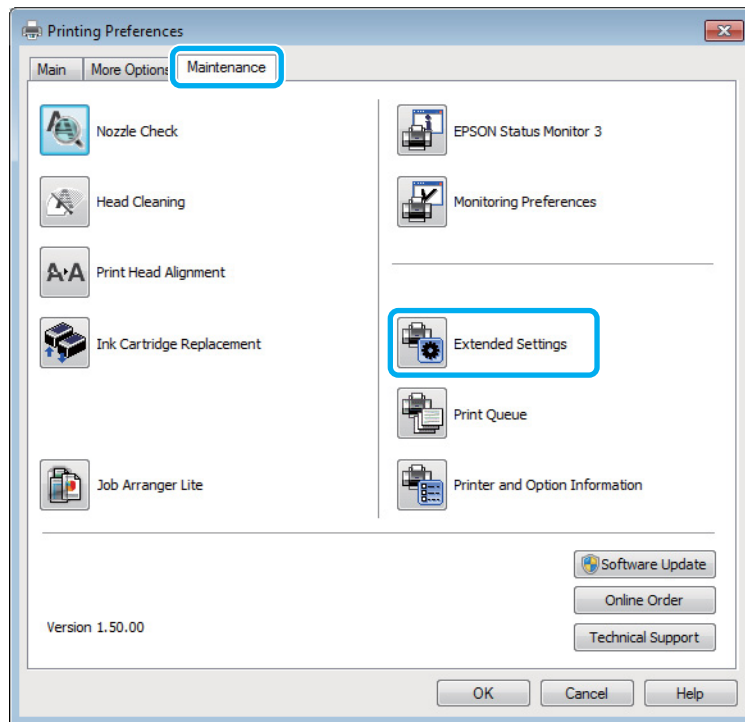 Printing Preferences
Main
More Options
Maintenance
Nozzle Check
Head Cleaning
A·A Print Head Alignment
Ink Cartridge Replacement
Job Arranger Lite
EPSON Status Monitor 3
Monitoring Preferences
Extended Settings
Print Queue
Printer and Option Information
Version 1.50.00
Software Update
Online Order
Technical Support
OK
Cancel
Help